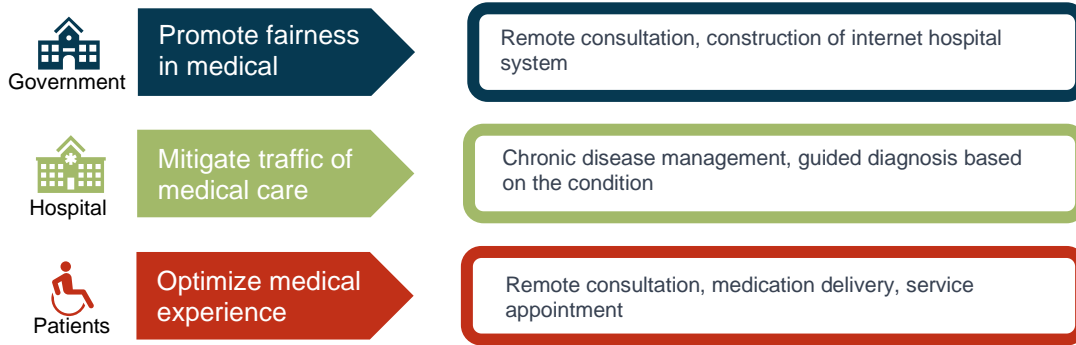 Government
Promote fairness
in medical
Remote consultation, construction of internet hospital
system
Hospital
Mitigate traffic of
medical care
Chronic disease management, guided diagnosis based
on the condition
Patients
Optimize medical
experience
Remote consultation, medication delivery, service
appointment